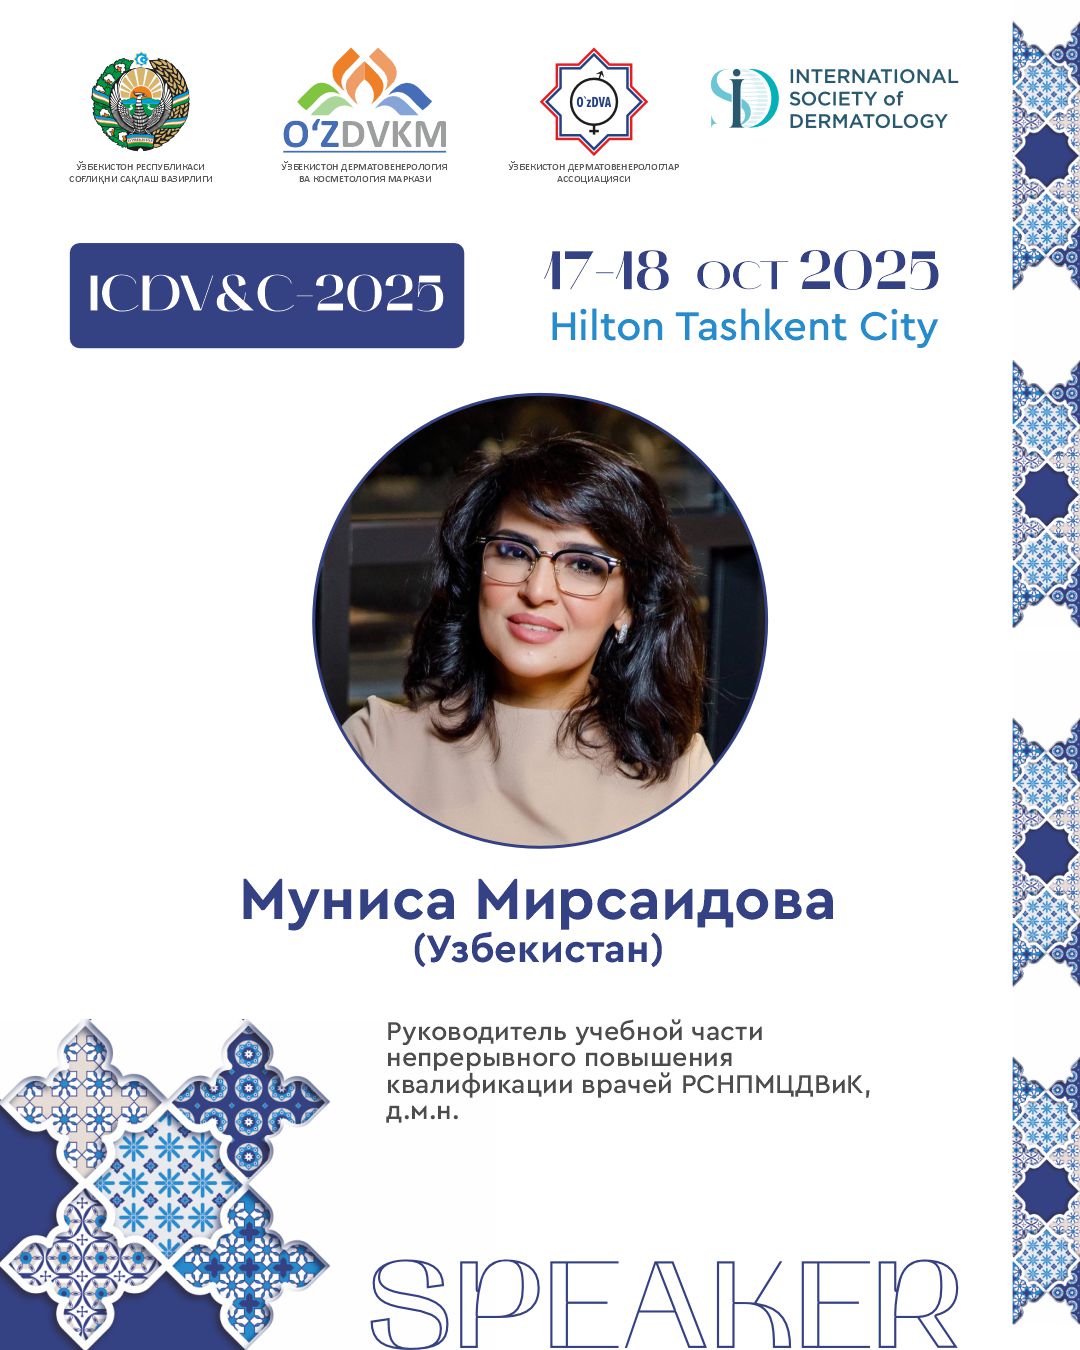 ЎЗБЕКИСТОН РЕСПУБЛИКАСИ
СОҒЛИҚНИ САҚЛАШ ВАЗИРЛИГИ
O‘ZDVKM
ЎЗБЕКИСТОН ДЕРМАТОВЕНЕРОЛОГИЯ
ВА КОСМЕТОЛОГИЯ МАРКАЗИ
O`zDVA
ЎЗБЕКИСТОН ДЕРМАТОВЕНЕРОЛОГЛАР
АССОЦИАЦИЯСИ
SiD
INTERNATIONAL
SOCIETY of
DERMATOLOGY
ICDV&C-2025
17-18 OCT 2025
Hilton Tashkent City
Муниса Мирсаидова
(Узбекистан)
Руководитель учебной части
непрерывного повышения
квалификации врачей РСНПМЦДВиК,
д.м.н.
SPEAKER